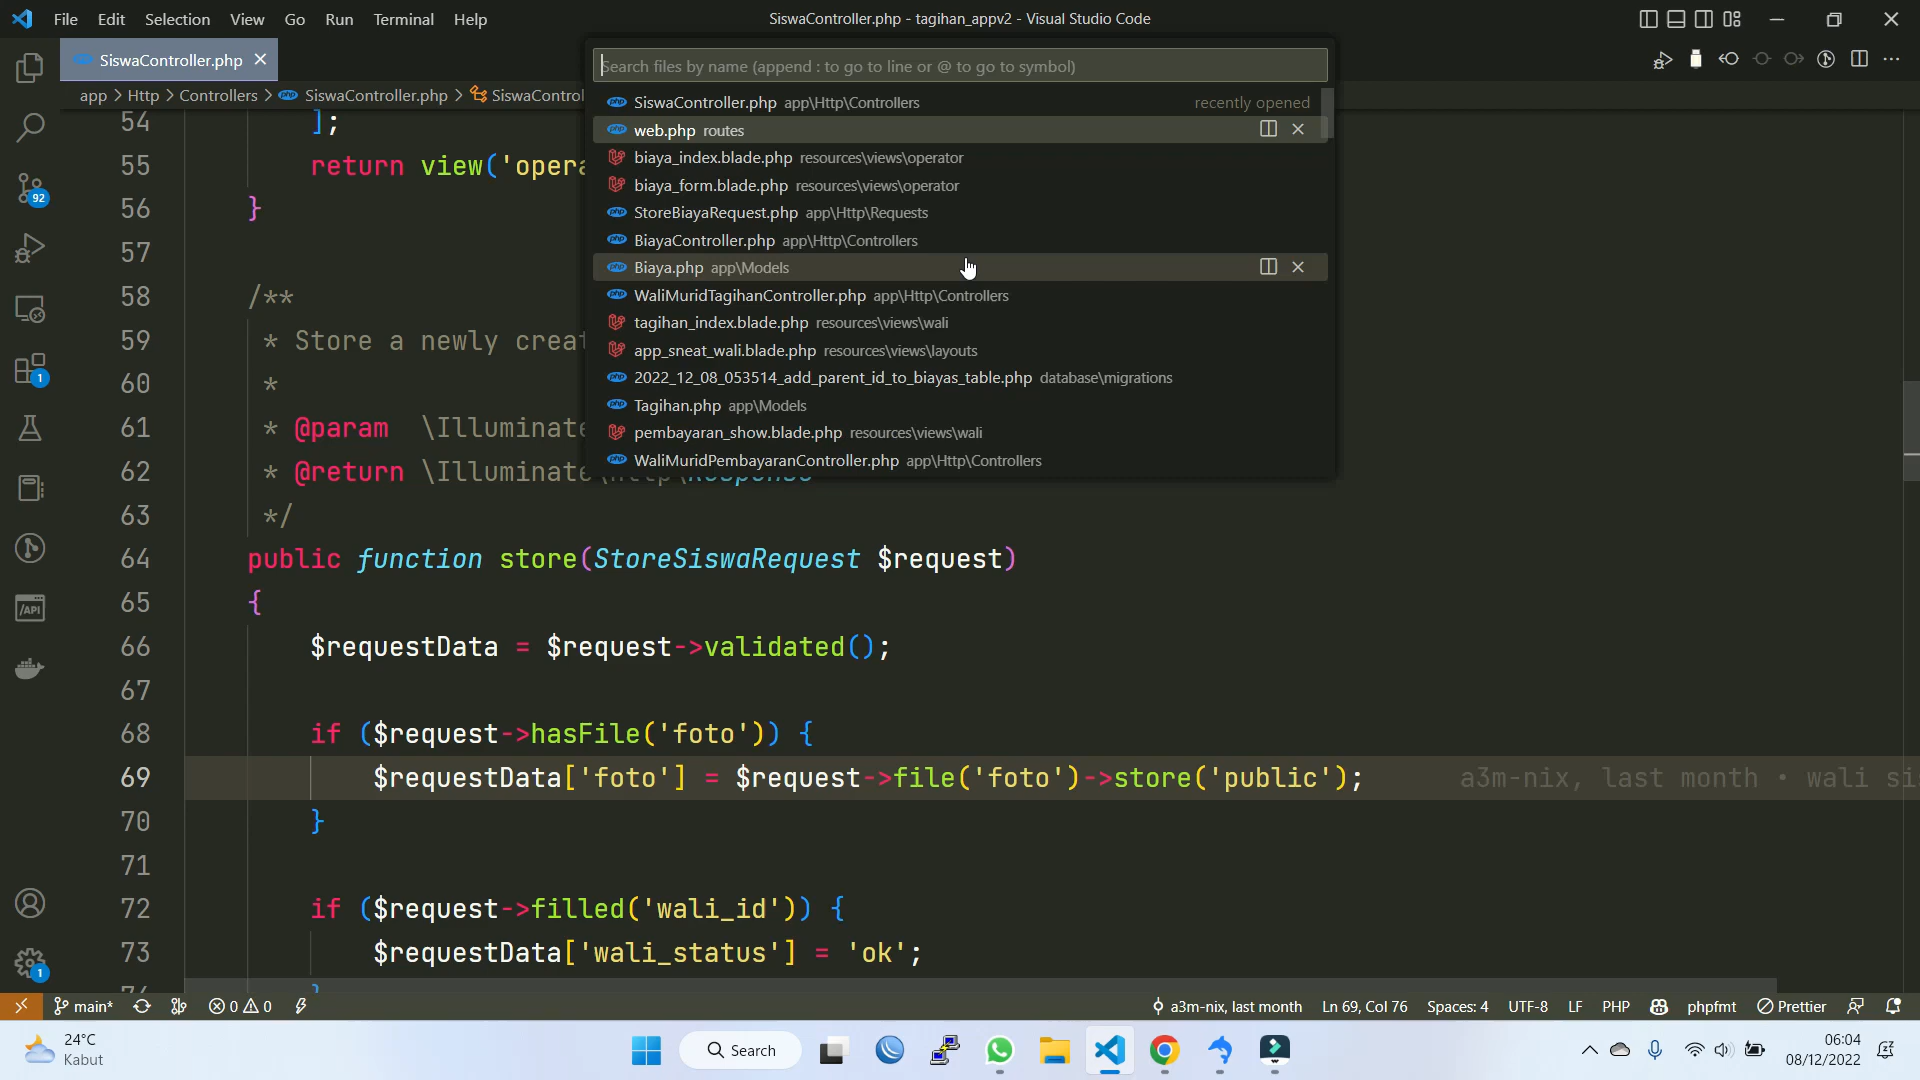 File Edit Selection View Go Run Terminal Help
SiswaController.php - tagihan_appv2 - Visual Studio Code
SiswaController.php
app > Http > Controllers > SiswaController.php > SiswaControl
Search files by name (append : to go to line or @ to go to symbol)
SiswaController.php app\Http\Controllers recently opened
web.php routes
biaya_index.blade.php resources\views\operator
biaya_form.blade.php resources\views\operator
StoreBiayaRequest.php app\Http\Requests
BiayaController.php app\Http\Controllers
Biaya.php app\Models
WaliMuridTagihanController.php app\Http\Controllers
tagihan_index.blade.php resources\views\wali
app_sneat_wali.blade.php resources\views\layouts
2022_12_08_053514_add_parent_id_to_biayas_table.php database\migrations
Tagihan.php app\Models
pembayaran_show.blade.php resources\views\wali
WaliMuridPembayaranController.php app\Http\Controllers
54 ];
55 return view('opera
56 }
57
58 /**
59 * Store a newly creat
60 *
61 * @param \Illuminate
62 * @return \Illuminate\Http\Response
63 */
64 public function store(StoreSiswaRequest $request)
65 {
66 $requestData = $request->validated();
67
68 if ($request->hasFile('foto')) {
69 $requestData['foto'] = $request->file('foto')->store('public'); a3m-nix, last month • wali si
70 }
71
72 if ($request->filled('wali_id')) {
73 $requestData['wali_status'] = 'ok';
92
1
/API
1
main* 0 0 a3m-nix, last month Ln 69, Col 76 Spaces: 4 UTF-8 LF PHP phpfmt Prettier
24°C
Kabut
Search
06:04
08/12/2022